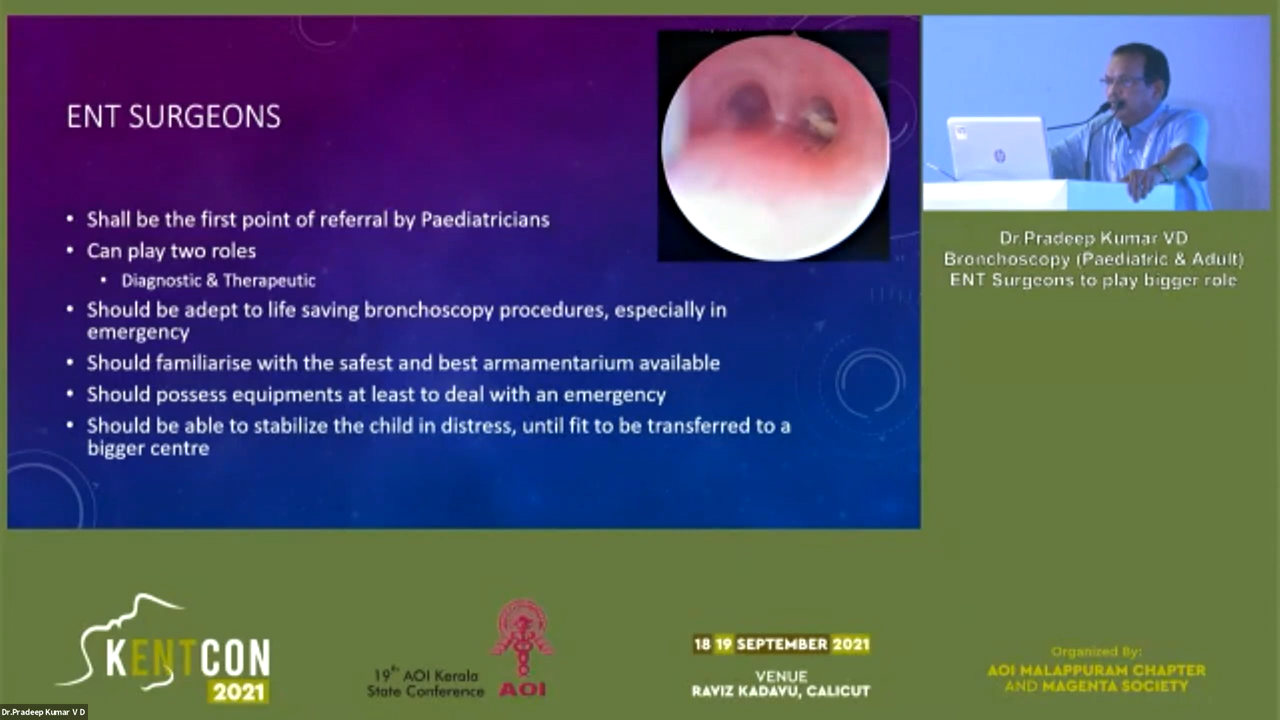 ENT SURGEONS
• Shall be the first point of referral by Paediatricians
• Can play two roles
• Diagnostic & Therapeutic
• Should be adept to life saving bronchoscopy procedures, especially in
emergency
• Should familiarise with the safest and best armamentarium available
• Should possess equipments at least to deal with an emergency
• Should be able to stabilize the child in distress, until fit to be transferred to a
bigger centre
Dr.Pradeep Kumar VD
Bronchoscopy (Paediatric & Adult)
ENT Surgeons to play bigger role
KENTCON
2021
19th AOI Kerala
State Conference
AOI
18 19 SEPTEMBER 2021
VENUE
RAVIZ KADAVU, CALICUT
Organized By:
AOI MALAPPURAM CHAPTER
AND MAGENTA SOCIETY
Dr.Pradeep Kumar V D